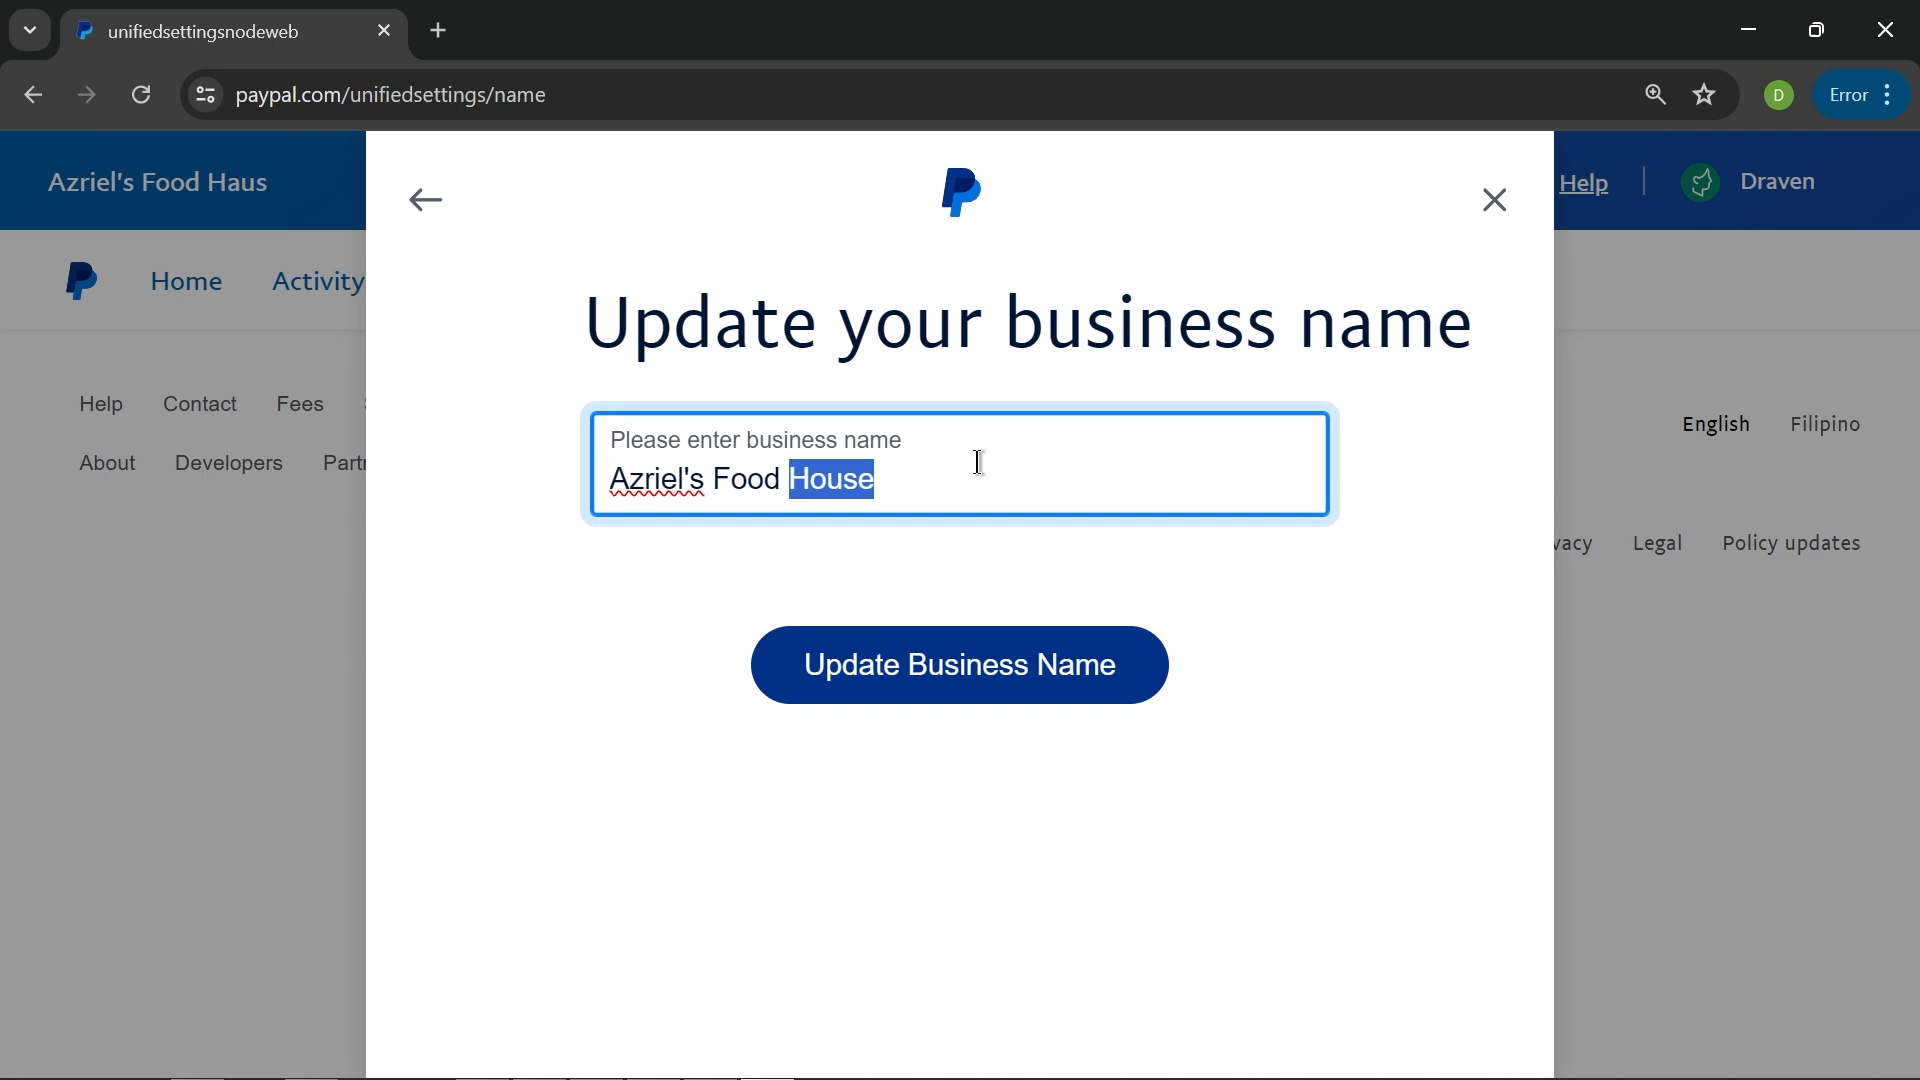 unifiedsettingsnodeweb
paypal.com/unifiedsettings/name
D
Error
Azriel's Food Haus
Help
Draven
Home
Activity
Update your business name
Help
Contact
Fees
English
Filipino
Please enter business name
Azriel's Food House
About
Developers
Legal
Policy updates
Update Business Name